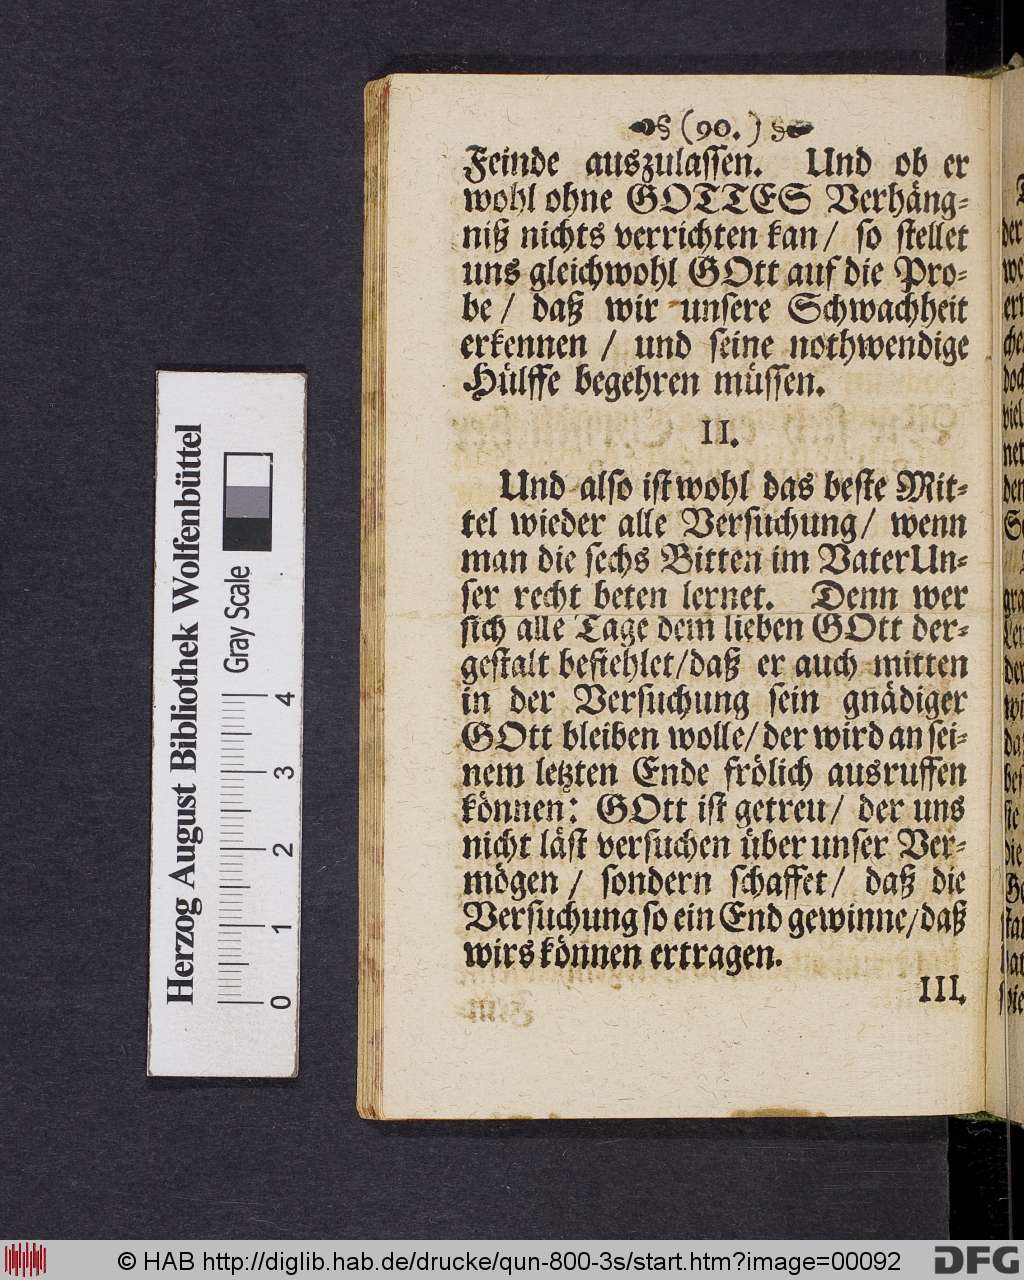 (90.)
Feinde auszulassen. Und ob er
wohl ohne GOTTES Verhäng-
niß nichts verrichten kan/ so stellet
uns gleichwohl GOtt auf die Pro-
be/ daß wir unsere Schwachheit
erkennen/ und seine nothwendige
Hülffe begehren müssen.
II.
Und also ist wohl das beste Mit-
tel wieder alle Versuchung/ wenn
man die sechs Bitten im VaterUn-
ser recht beten lernet. Denn wer
sich alle Tage dem lieben GOtt der-
gestalt befiehlet/ daß er auch mitten
in der Versuchung sein gnädiger
GOtt bleiben wolle/ der wird an sei-
nem letzten Ende frölich ausruffen
können: GOtt ist getreu/ der uns
nicht läst versuchen über unser Ver-
mögen/ sondern schaffet/ daß die
Versuchung so ein End gewinne/ daß
wirs können ertragen.
III.
Herzog August Bibliothek Wolfenbüttel
Gray Scale
0 1 2 3 4
© HAB http://diglib.hab.de/drucke/qun-800-3s/start.htm?image=00092
DFG